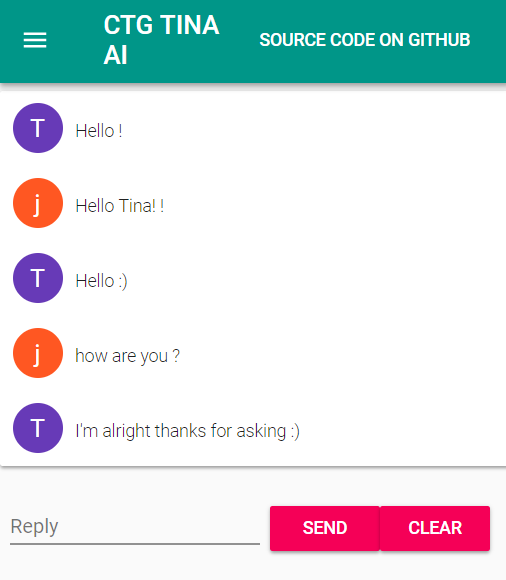 CTG TINA
AI
SOURCE CODE ON GITHUB
T
Hello !
j
Hello Tina! !
T
Hello :)
j
how are you ?
T
I'm alright thanks for asking :)
Reply
SEND
CLEAR